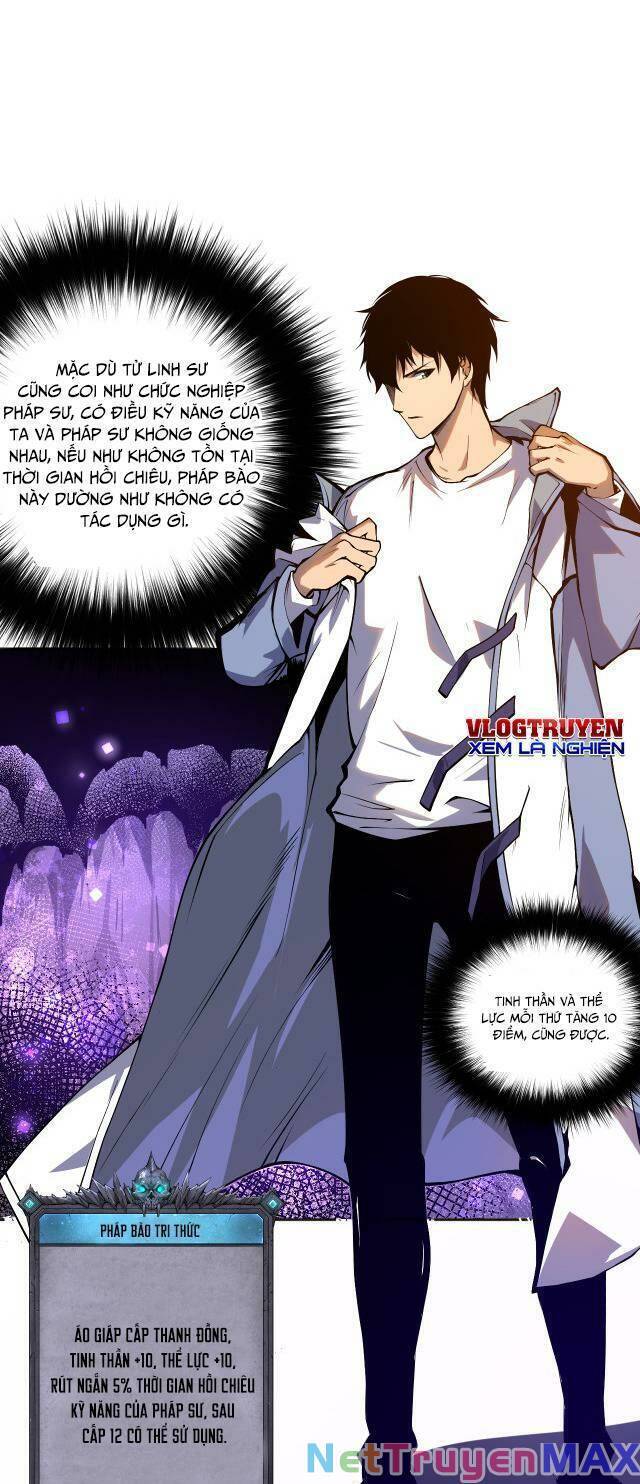 MẶC DÙ TỬ LINH SƯ
CŨNG COI NHƯ CHỨC NGHIỆP
PHÁP SƯ, CÓ ĐIỀU KỸ NĂNG CỦA
TA VÀ PHÁP SƯ KHÔNG GIỐNG
NHAU, NẾU NHƯ KHÔNG TỒN TẠI
THỜI GIAN HỒI CHIÊU, PHÁP BÀO
NÀY DƯỜNG NHƯ KHÔNG CÓ
TÁC DỤNG GÌ.
VLOGTRUYEN
XEM LÀ NGHIỆN
TINH THẦN VÀ THỂ
LỰC MỖI THỨ TĂNG 10
ĐIỂM, CŨNG ĐƯỢC.
PHÁP BÀO TRI THỨC
ÁO GIÁP CẤP THANH ĐỒNG,
TINH THẦN +10, THỂ LỰC +10,
RÚT NGẮN 5% THỜI GIAN HỒI CHIÊU
KỸ NĂNG CỦA PHÁP SƯ, SAU
CẤP 12 CÓ THỂ SỬ DỤNG.
NetTruyenMAX